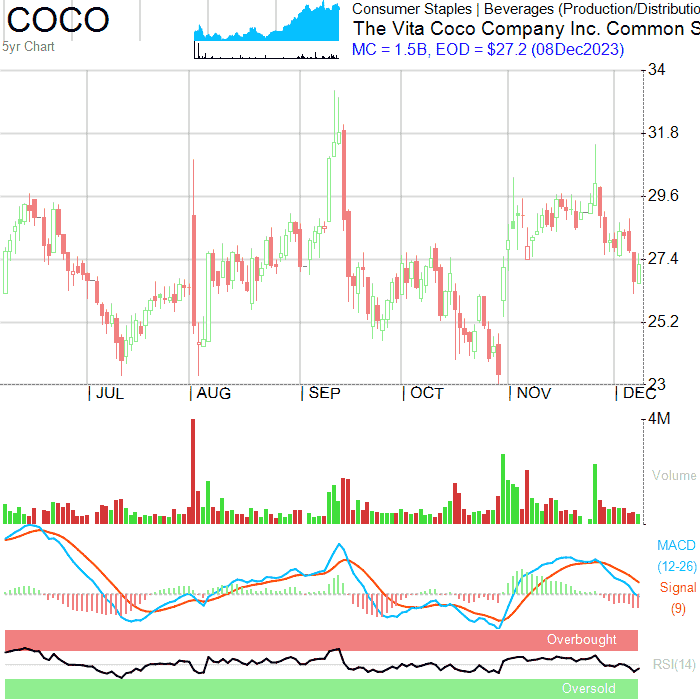 COCO
5yr Chart
Consumer Staples | Beverages (Production/Distributio
The Vita Coco Company Inc. Common S
MC = 1.5B, EOD = $27.2 (08Dec2023)
34
31.8
29.6
27.4
25.2
23
JUL AUG SEP OCT NOV DEC
4M
Volume
MACD
(12-26)
Signal
(9)
Overbought
RSI(14)
Oversold